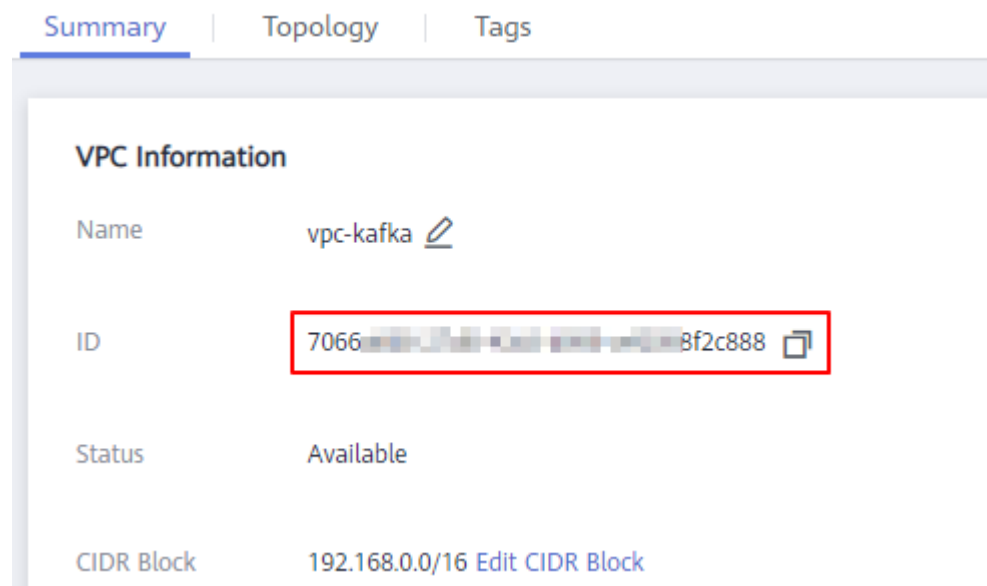 Summary Topology Tags
VPC Information
Name vpc-kafka
ID 7066 8f2c888
Status Available
CIDR Block 192.168.0.0/16 Edit CIDR Block